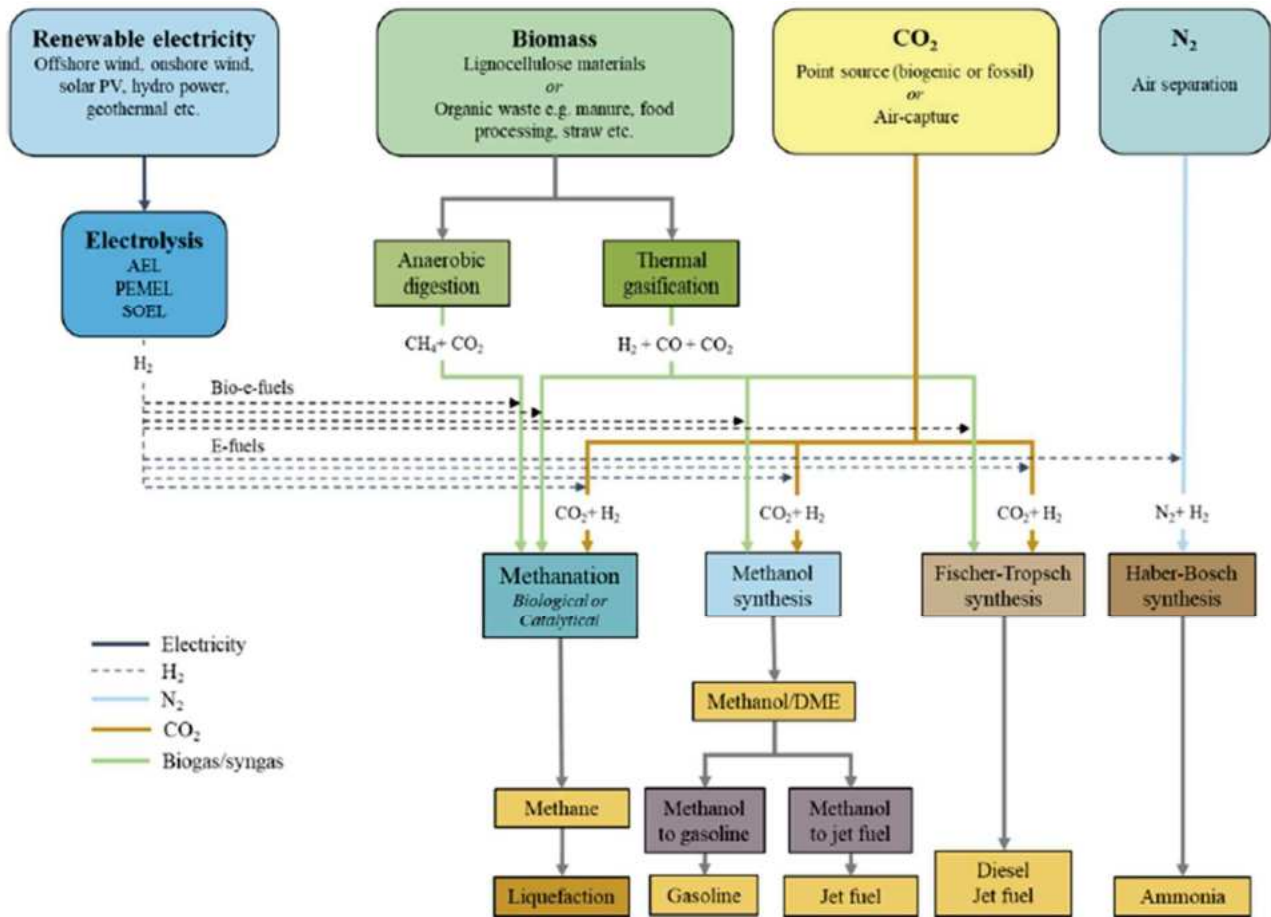 Renewable electricity
Offshore wind, onshore wind,
solar PV, hydro power,
geothermal etc.
Biomass
Lignocellulose materials
or
Organic waste e.g. manure, food
processing, straw etc.
CO₂
Point source (biogenic or fossil)
or
Air-capture
N₂
Air separation
Electrolysis
AEL
PEMEL
SOEL
Anaerobic
digestion
Thermal
gasification
H₂
CH₄+ CO₂
H₂ + CO + CO₂
Bio-e-fuels
E-fuels
CO₂+ H₂
CO₂+ H₂
CO₂+ H₂
N₂+ H₂
Methanation
Biological or
Catalytical
Methanol
synthesis
Fischer-Tropsch
synthesis
Haber-Bosch
synthesis
Electricity
H₂
N₂
CO₂
Biogas/syngas
Methanol/DME
Methane
Methanol
to gasoline
Methanol
to jet fuel
Liquefaction
Gasoline
Jet fuel
Diesel
Jet fuel
Ammonia